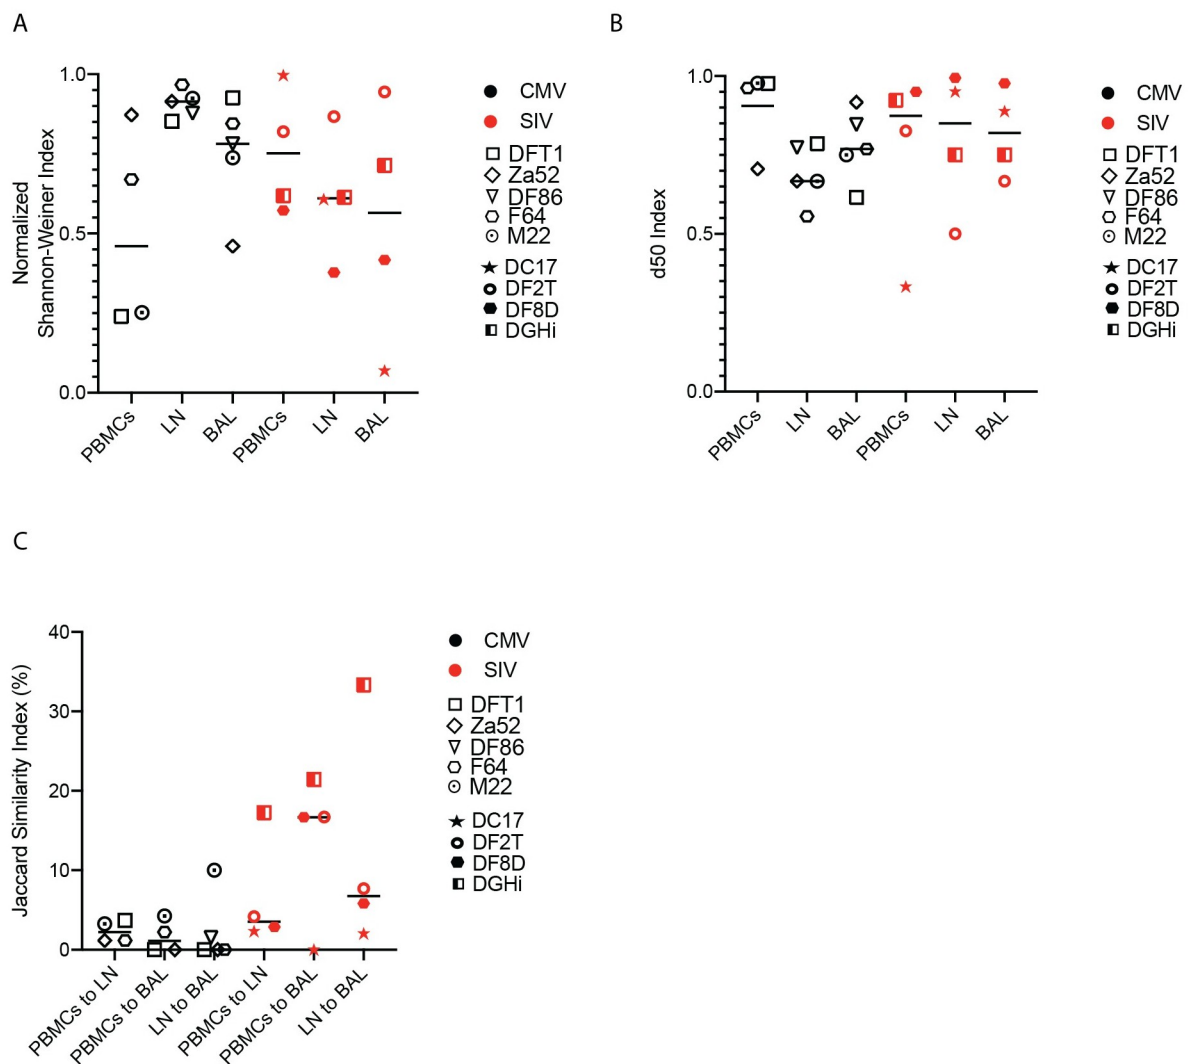 A
Normalized
Shannon-Weiner Index
1.0
0.5
0.0
PBMCs
LN
BAL
PBMCs
LN
BAL
CMV
SIV
DFT1
Za52
DF86
F64
M22
DC17
DF2T
DF8D
DGHi
B
d50 Index
1.0
0.5
0.0
PBMCs
LN
BAL
PBMCs
LN
BAL
CMV
SIV
DFT1
Za52
DF86
F64
M22
DC17
DF2T
DF8D
DGHi
C
Jaccard Similarity Index (%)
40
30
20
10
0
PBMCs to LN
PBMCs to BAL
LN to BAL
PBMCs to LN
PBMCs to BAL
LN to BAL
CMV
SIV
DFT1
Za52
DF86
F64
M22
DC17
DF2T
DF8D
DGHi